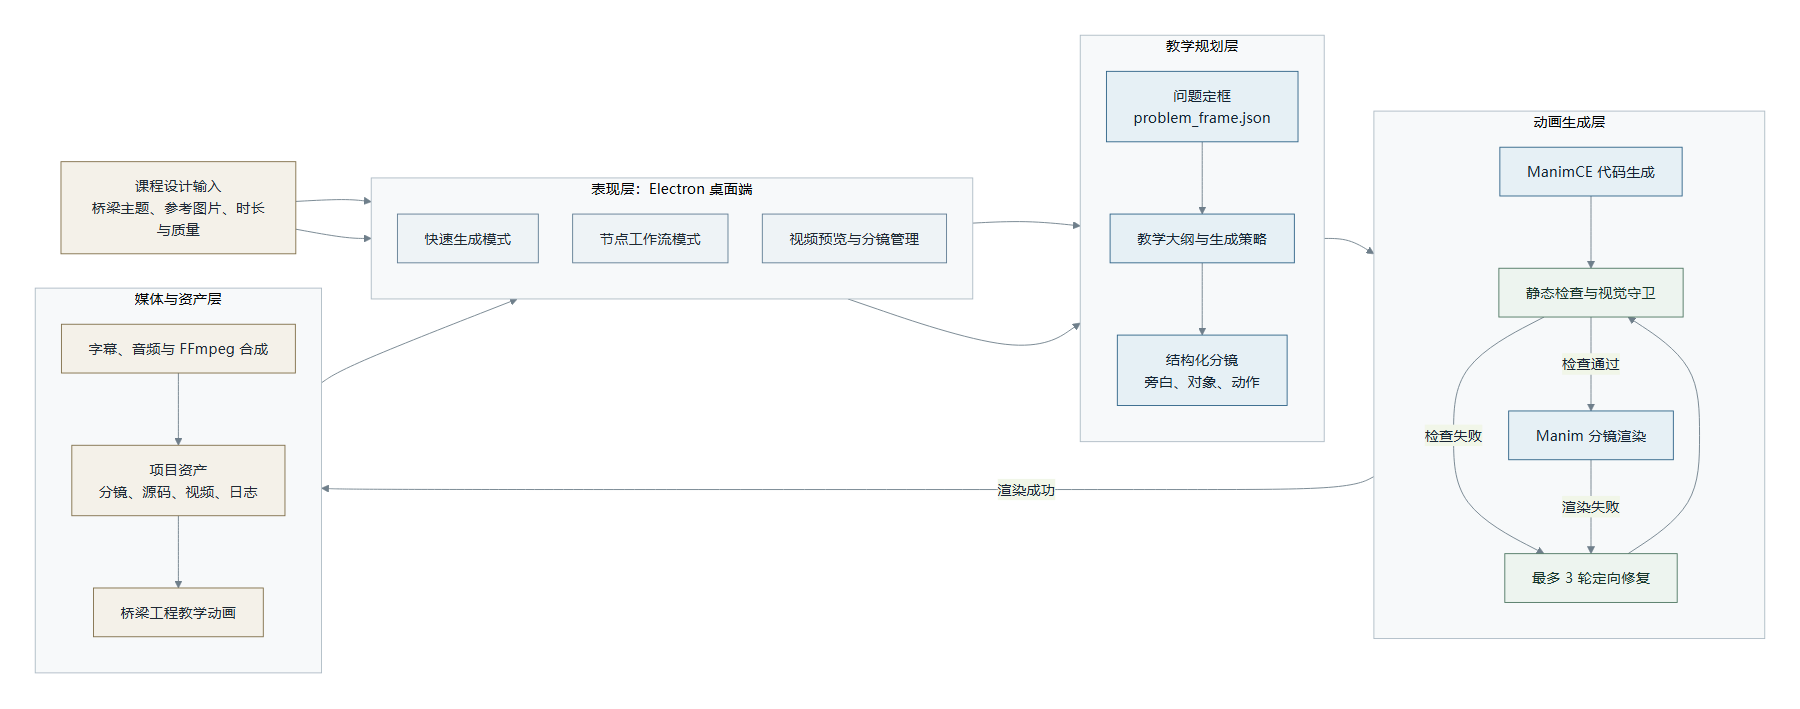 课程设计输入
桥梁主题、参考图片、时长
与质量
媒体与资产层
字幕、音频与 FFmpeg 合成
项目资产
分镜、源码、视频、日志
桥梁工程教学动画
表现层：Electron 桌面端
快速生成模式
节点工作流模式
视频预览与分镜管理
教学规划层
问题定框
problem_frame.json
教学大纲与生成策略
结构化分镜
旁白、对象、动作
渲染成功
动画生成层
ManimCE 代码生成
静态检查与视觉守卫
检查通过
检查失败
Manim 分镜渲染
渲染失败
最多 3 轮定向修复